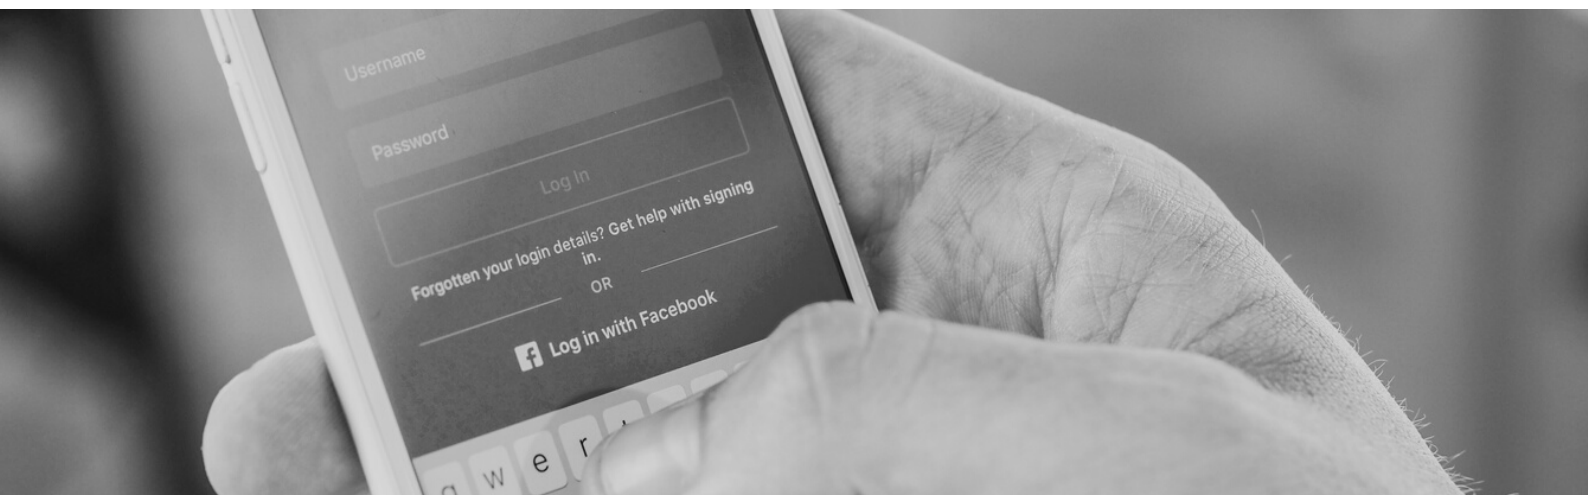 Username
Password
Log In
Forgotten your login details? Get help with signing
in.
OR
Log in with Facebook
q w e r